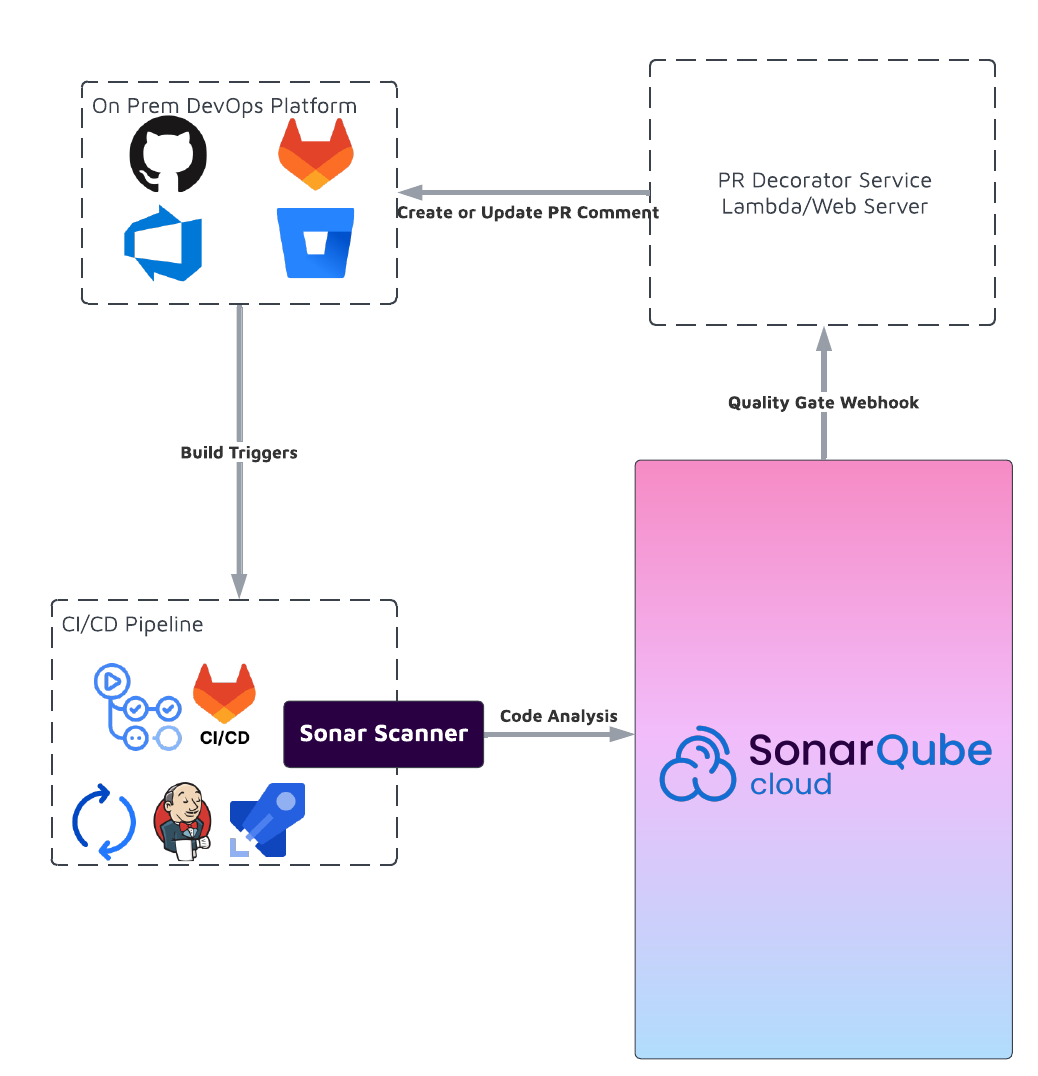 On Prem DevOps Platform
PR Decorator Service
Lambda/Web Server
Create or Update PR Comment
Quality Gate Webhook
Build Triggers
CI/CD Pipeline
CI/CD
Sonar Scanner
Code Analysis
SonarQube
cloud